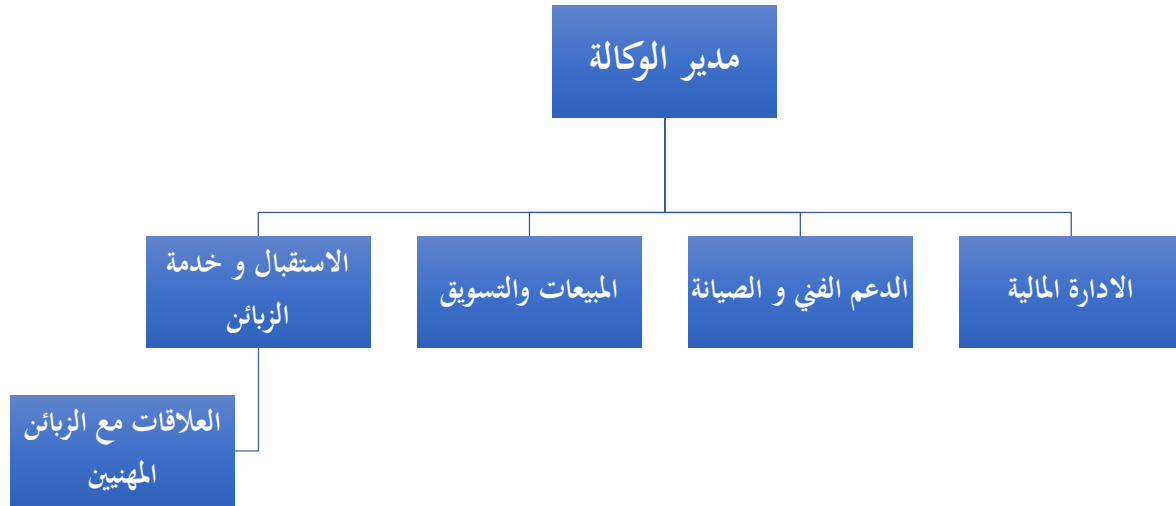 مدير الوكالة
الادارة المالية
الدعم الفني و الصيانة
المبيعات والتسويق
الاستقبال و خدمة
الزبائن
العلاقات مع الزبائن
المهنيين